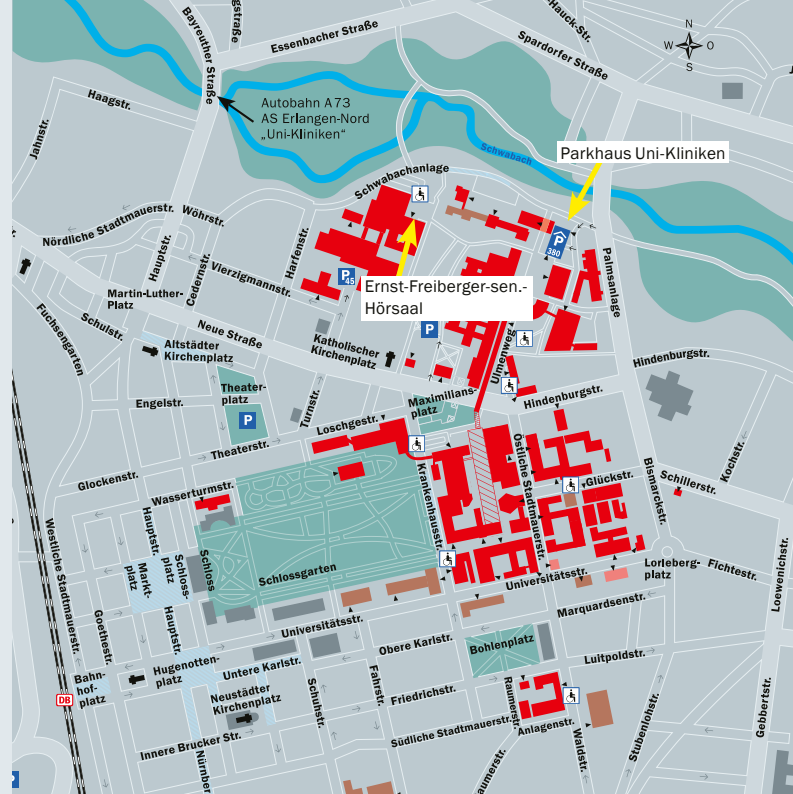 Bayreuther Straße
gstraße
Essenbacher Straße
Hauck-Str.
Spardorfer Straße
N
W
O
S
Haagstr.
Jahnstr.
Autobahn A 73
AS Erlangen-Nord
„Uni-Kliniken“
Schwabach
Parkhaus Uni-Kliniken
Schwabachanlage
Nördliche Stadtmauerstr.
Wöhrstr.
Hauptstr.
Cedernstr.
Vierzigmannstr.
Harfenstr.
P
45
P
380
Palmsanlage
Ernst-Freiberger-sen.-
Hörsaal
Martin-Luther-
Platz
Fuchsengarten
Schulstr.
Neue Straße
Altstädter
Kirchenplatz
Katholischer
Kirchenplatz
P
Ulmenweg
Hindenburgstr.
Theater-
platz
P
Engelstr.
Turnstr.
Maximilians-
platz
Hindenburgstr.
Loschgestr.
Theaterstr.
Glockenstr.
Wasserturmstr.
Krankenhausstr.
Östliche Stadtmauerstr.
Glückstr.
Bismarckstr.
Schillerstr.
Kochstr.
Westliche Stadtmauerstr.
Hauptstr.
Schloss-
platz
Markt-
platz
Schloss
Schlossgarten
Universitätsstr.
Lorleberg-
platz
Fichtestr.
Loewenichstr.
Goethestr.
Hauptstr.
Universitätsstr.
Marquardsenstr.
Obere Karlstr.
Bohlenplatz
Luitpoldstr.
Hugenotten-
platz
Untere Karlstr.
Bahn-
hof-
platz
DB
Neustädter
Kirchenplatz
Schuhstr.
Fahrstr.
Friedrichstr.
Raumerstr.
Südliche Stadtmauerstr.
Anlagenstr.
Waldstr.
Stubenlohstr.
Gebbertstr.
Innere Brucker Str.
Nürnber
aumerstr.
P